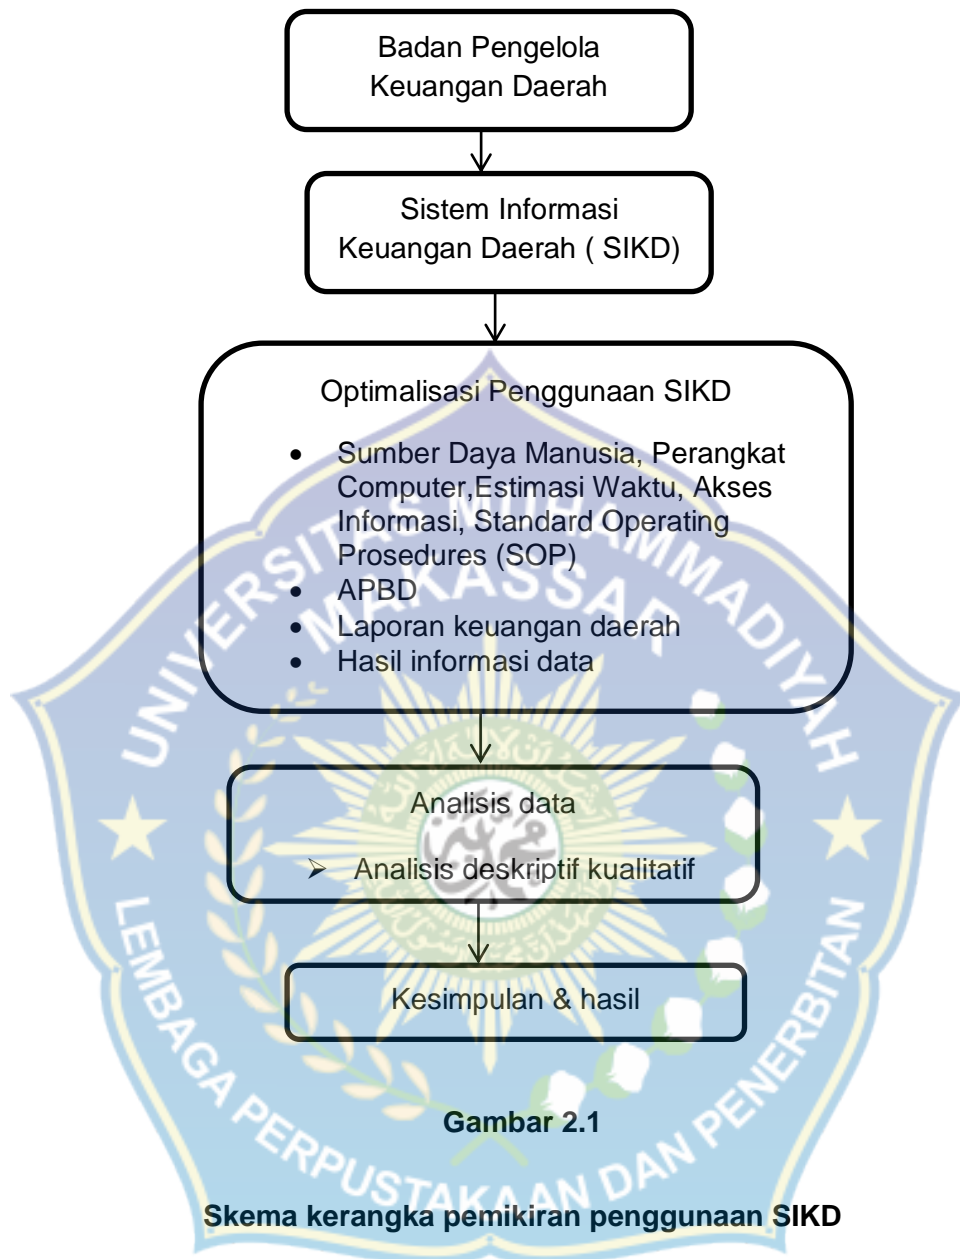 Badan Pengelola
Keuangan Daerah
Sistem Informasi
Keuangan Daerah ( SIKD)
Optimalisasi Penggunaan SIKD
• Sumber Daya Manusia, Perangkat
Computer,Estimasi Waktu, Akses
Informasi, Standard Operating
Prosedures (SOP)
• APBD
• Laporan keuangan daerah
• Hasil informasi data
Analisis data
➢ Analisis deskriptif kualitatif
Kesimpulan & hasil
Gambar 2.1
Skema kerangka pemikiran penggunaan SIKD
UNIVERSITAS MUHAMMADIYAH
MAKASSAR
LEMBAGA PERPUSTAKAAN DAN PENERBITAN